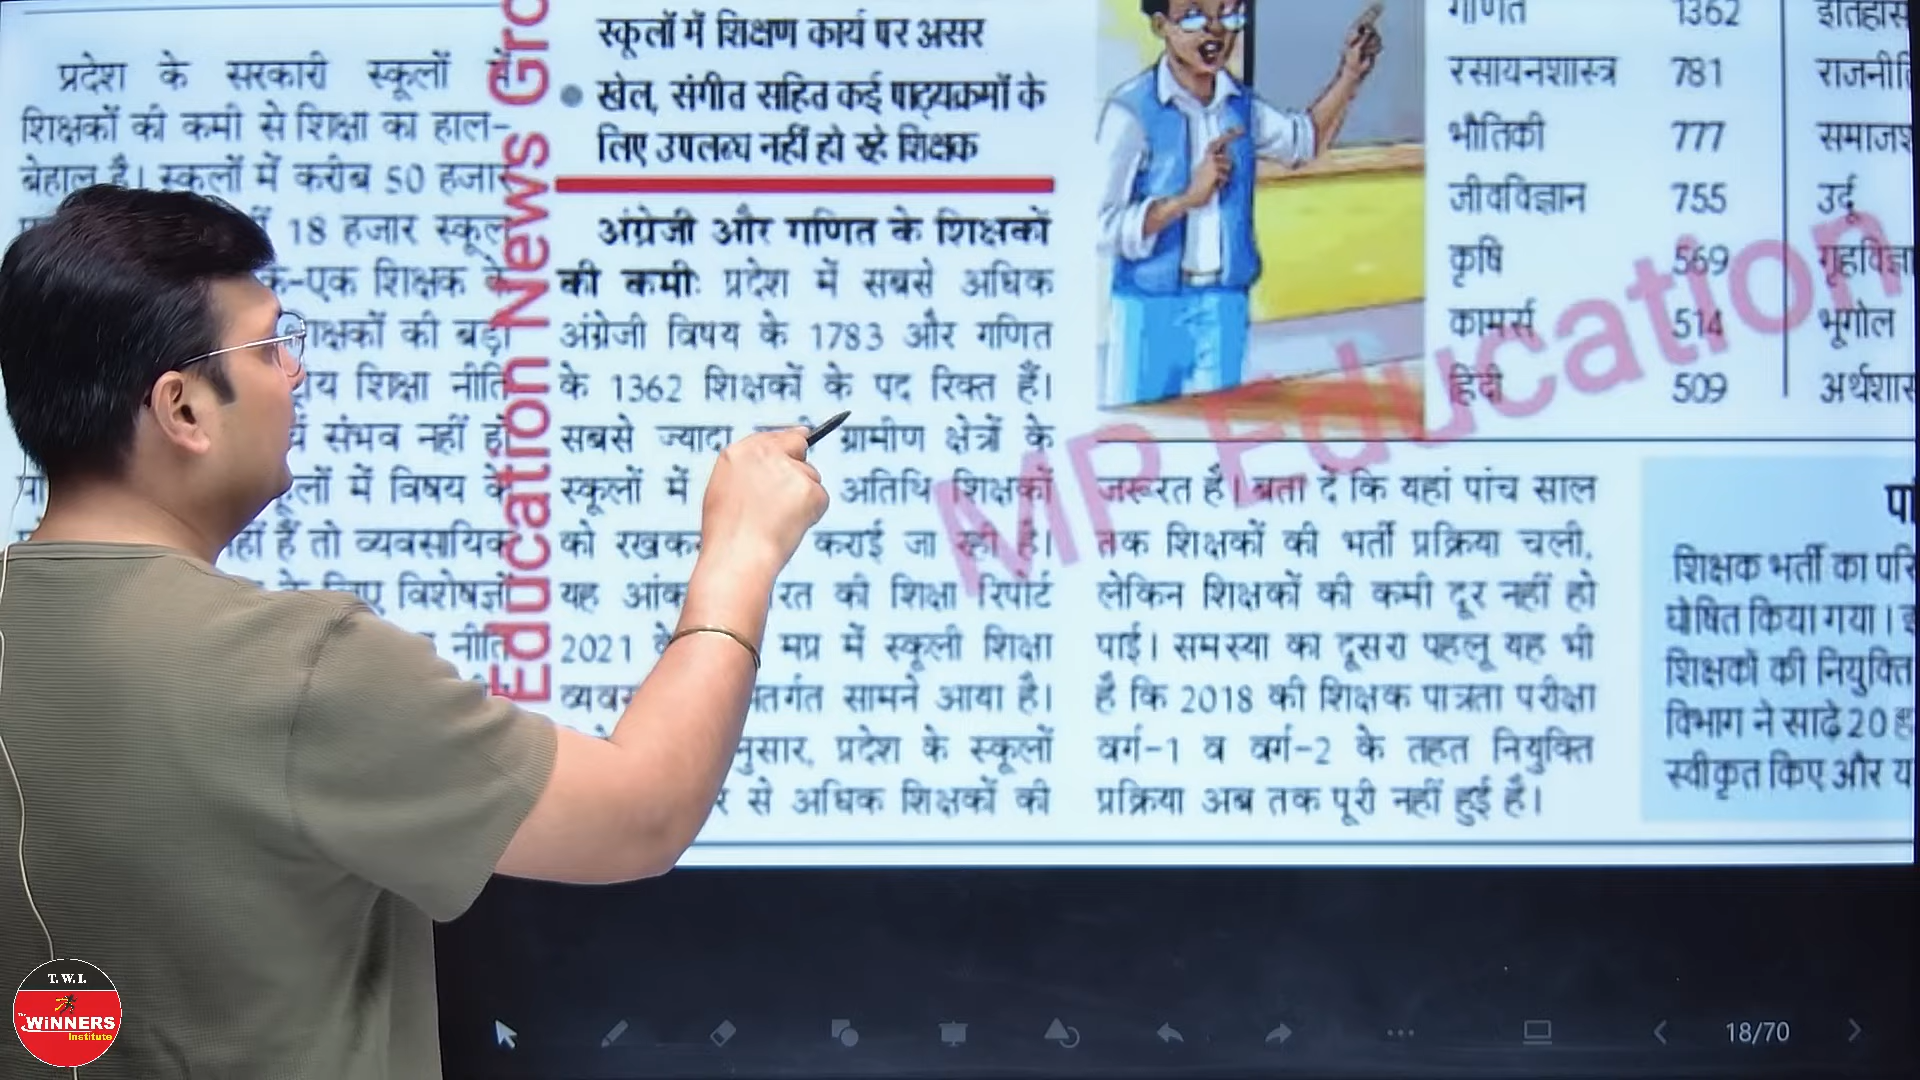 प्रदेश के सरकारी स्कूलों में
शिक्षकों की कमी से शिक्षा का हाल-
बेहाल है। स्कूलों में करीब 50 हजार
18 हजार स्कूल
क-एक शिक्षक के
की बड़ी
शिक्षा नीति
संभव नहीं हो
में विषय के
हैं तो व्यवसायिक
लिए विशेषज्ञों
नीति
Education News Gro
स्कूलों में शिक्षण कार्य पर असर
खेल, संगीत सहित कई पाठ्यक्रमों के
लिए उपलब्ध नहीं हो रहे शिक्षक
अंग्रेजी और गणित के शिक्षकों
की कमी: प्रदेश में सबसे अधिक
अंग्रेजी विषय के 1783 और गणित
के 1362 शिक्षकों के पद रिक्त हैं।
सबसे ज्यादा ग्रामीण क्षेत्रों के
स्कूलों में अतिथि शिक्षकों
को रखकर कराई जा रही है।
यह की शिक्षा रिपोर्ट
2021 के मप्र में स्कूली शिक्षा
सामने आया है।
प्रदेश के स्कूलों
से अधिक शिक्षकों की
जरूरत है। बता दें कि यहां पांच साल
तक शिक्षकों की भर्ती प्रक्रिया चली,
लेकिन शिक्षकों की कमी दूर नहीं हो
पाई। समस्या का दूसरा पहलू यह भी
है कि 2018 की शिक्षक पात्रता परीक्षा
वर्ग-1 व वर्ग-2 के तहत नियुक्ति
प्रक्रिया अब तक पूरी नहीं हुई है।
गणित 1362
रसायनशास्त्र 781
भौतिकी 777
जीवविज्ञान 755
कृषि 569
कामर्स 514
हिंदी 509
इतिहास
राजनीति
समाजश
उर्दू
गृहविज्ञा
भूगोल
अर्थशास
MP Education
शिक्षक भर्ती का परि
घोषित किया गया।
शिक्षकों की नियुक्ति
विभाग ने साढ़े 20 ह
स्वीकृत किए और य
18/70
T.W.I.
The WiNNERS
institute